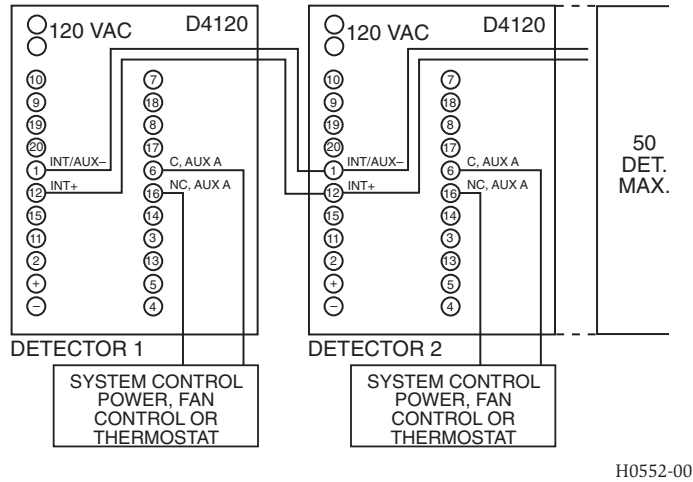 120 VAC D4120
10 7
9 18
19 8
20 17
1 INT/AUX– 6 C, AUX A
12 INT+ 16 NC, AUX A
15 14
11 3
2 13
+ 5
– 4
DETECTOR 1
SYSTEM CONTROL
POWER, FAN
CONTROL OR
THERMOSTAT
120 VAC D4120
10 7
9 18
19 8
20 17
1 INT/AUX– 6 C, AUX A
12 INT+ 16 NC, AUX A
15 14
11 3
2 13
+ 5
– 4
DETECTOR 2
SYSTEM CONTROL
POWER, FAN
CONTROL OR
THERMOSTAT
50
DET.
MAX.
H0552-00